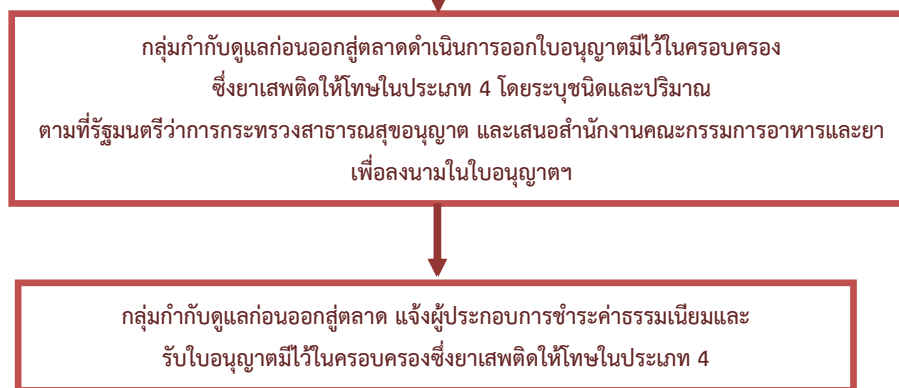 กลุ่มกำกับดูแลก่อนออกสู่ตลาดดำเนินการออกใบอนุญาตมีไว้ในครอบครอง
ซึ่งยาเสพติดให้โทษในประเภท 4 โดยระบุชนิดและปริมาณ
ตามที่รัฐมนตรีว่าการกระทรวงสาธารณสุขอนุญาต และเสนอสำนักงานคณะกรรมการอาหารและยา
เพื่อลงนามในใบอนุญาตฯ
กลุ่มกำกับดูแลก่อนออกสู่ตลาด แจ้งผู้ประกอบการชำระค่าธรรมเนียมและ
รับใบอนุญาตมีไว้ในครอบครองซึ่งยาเสพติดให้โทษในประเภท 4